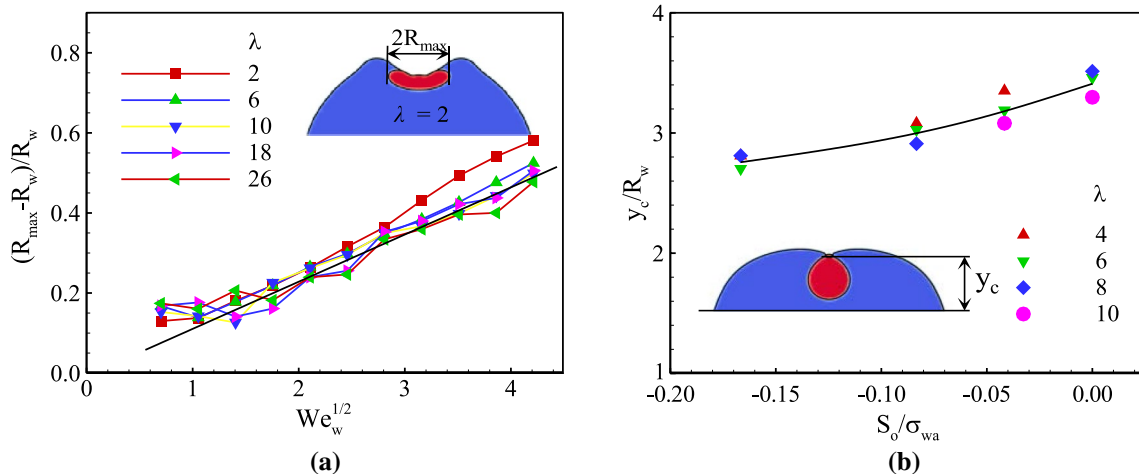 (a)
0.8
0.6
0.4
0.2
0.0
(R_max-R_w)/R_w
λ
2
6
10
18
26
2R_max
λ = 2
0 1 2 3 4
We_w^1/2
(a)
(b)
4
3
2
1
y_c/R_w
λ
4
6
8
10
y_c
-0.20 -0.15 -0.10 -0.05 0.00
S_o/σ_wa
(b)